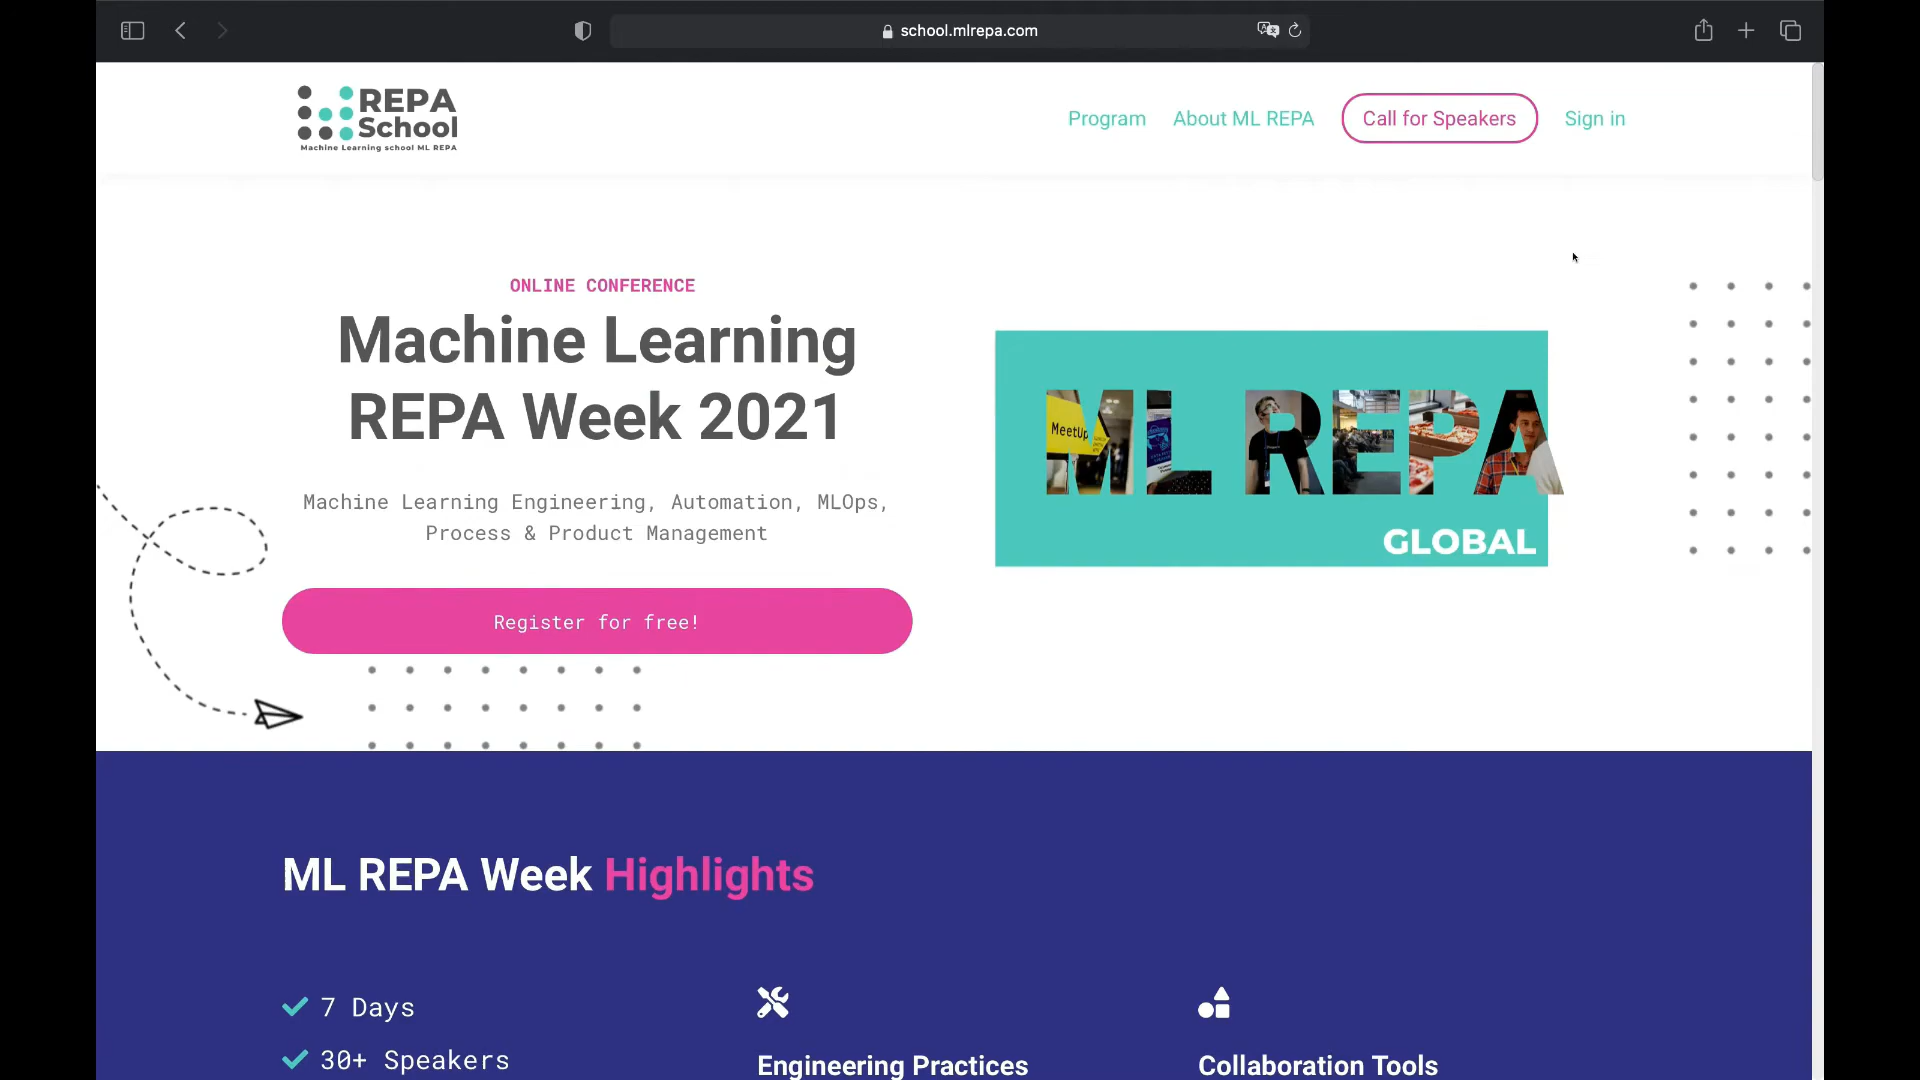 school.mlrepa.com
REPA
School
Machine Learning school ML REPA
Program
About ML REPA
Call for Speakers
Sign in
ONLINE CONFERENCE
Machine Learning
REPA Week 2021
Machine Learning Engineering, Automation, MLOps,
Process & Product Management
Register for free!
MeetUp
ML REPA
GLOBAL
ML REPA Week Highlights
7 Days
30+ Speakers
Engineering Practices
Collaboration Tools